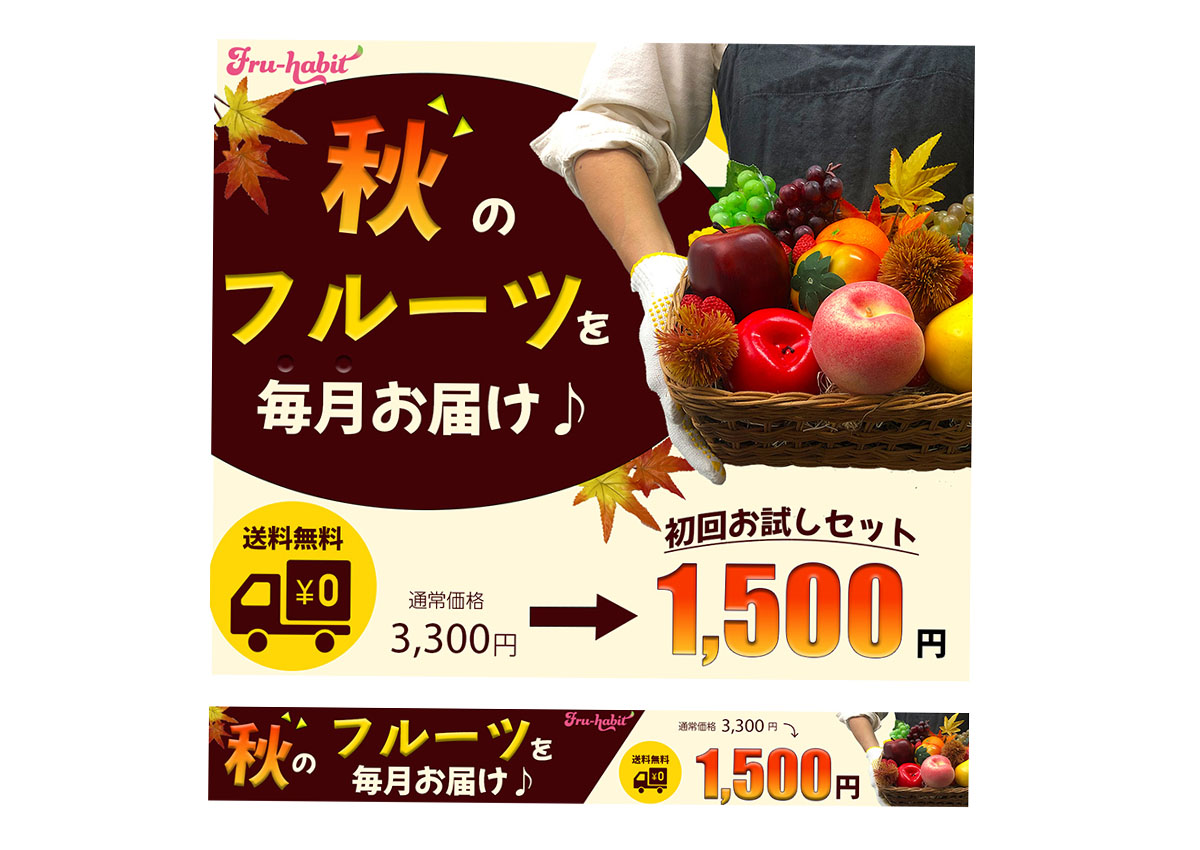 Fru-habit
秋の
フルーツを
毎月お届け♪
送料無料
¥0
通常価格
3,300円
初回お試しセット
1,500円
秋の
フルーツを
毎月お届け♪
Fru-habit
送料無料
¥0
通常価格 3,300円
1,500円